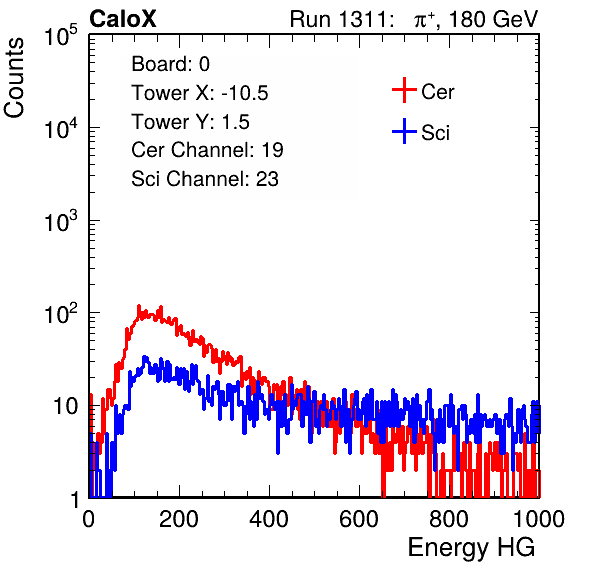 CaloX Run 1311: π⁺, 180 GeV
Counts
10⁵
10⁴
10³
10²
10
1
Board: 0
Tower X: -10.5
Tower Y: 1.5
Cer Channel: 19
Sci Channel: 23
Cer
Sci
0 200 400 600 800 1000
Energy HG